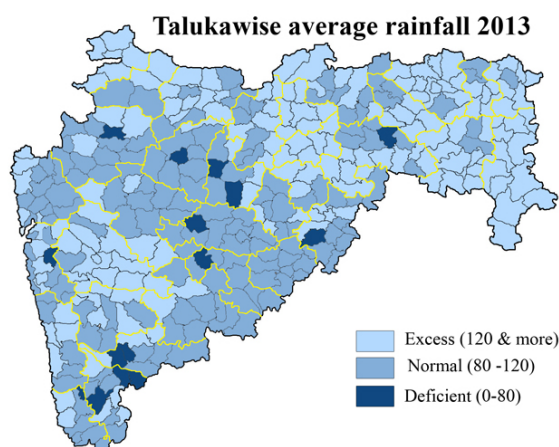 Talukawise average rainfall 2013
Excess (120 & more)
Normal (80 -120)
Deficient (0-80)